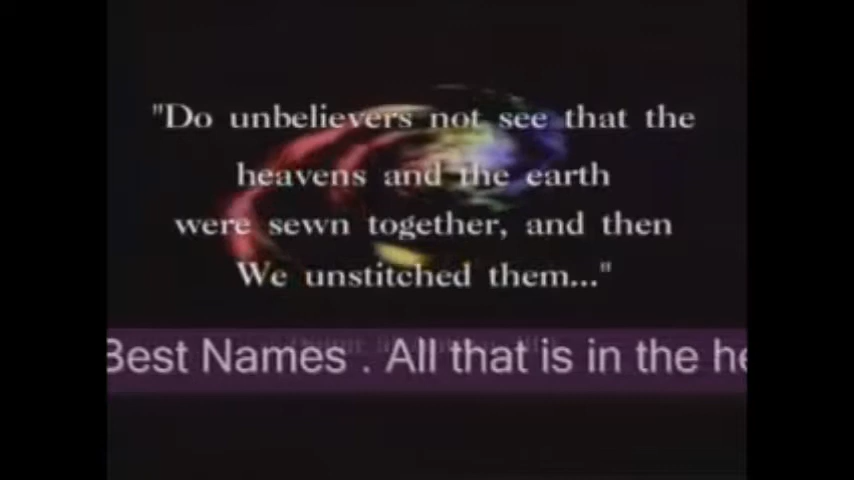 "Do unbelievers not see that the
heavens and the earth
were sewn together, and then
We unstitched them..."
Best Names . All that is in the he